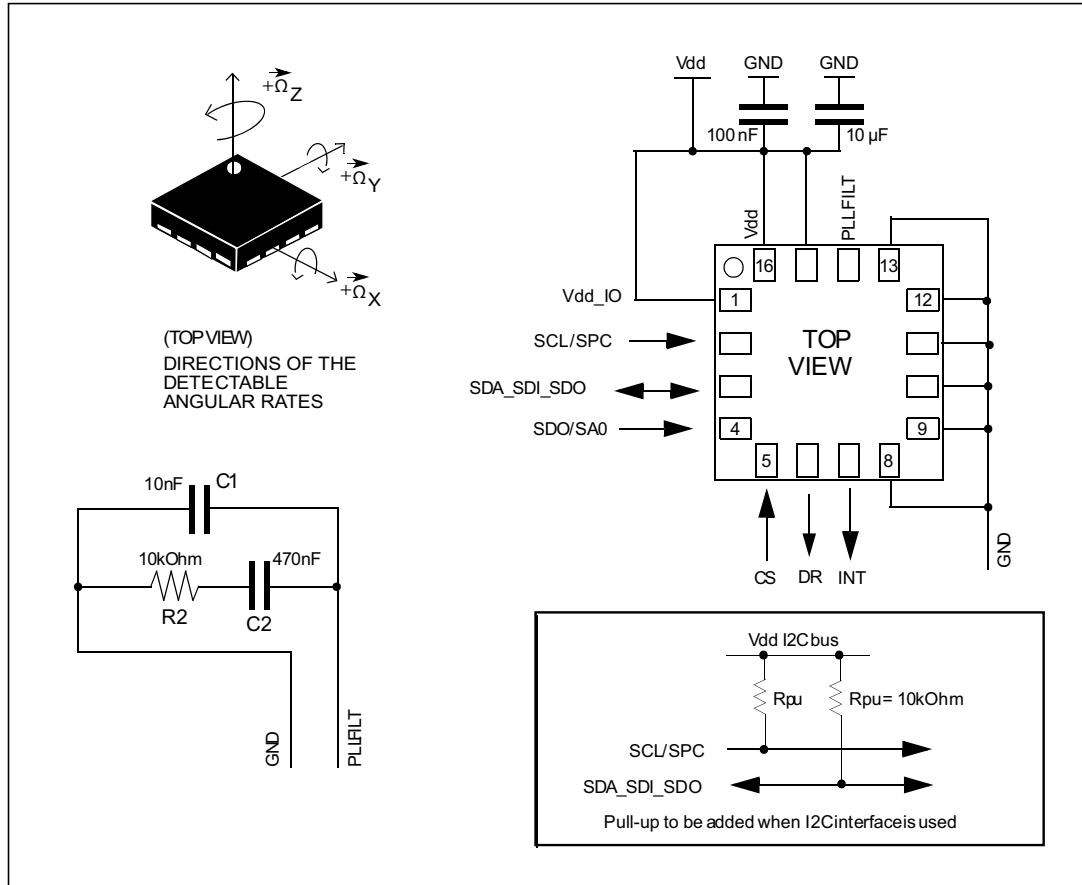 +Ω Z
+Ω Y
+Ω X
(TOP VIEW)
DIRECTIONS OF THE
DETECTABLE
ANGULAR RATES
Vdd GND GND
100 nF 10 µF
Vdd PLLFILT
16 13
Vdd_IO 1 12
SCL/SPC
TOP
VIEW
SDA_SDI_SDO
SDO/SA0 4 9
5 8
CS DR INT
GND
10nF C1
10kOhm 470nF
R2 C2
GND PLLFILT
Vdd I2C bus
Rpu Rpu= 10kOhm
SCL/SPC
SDA_SDI_SDO
Pull-up to be added when I2C interface is used